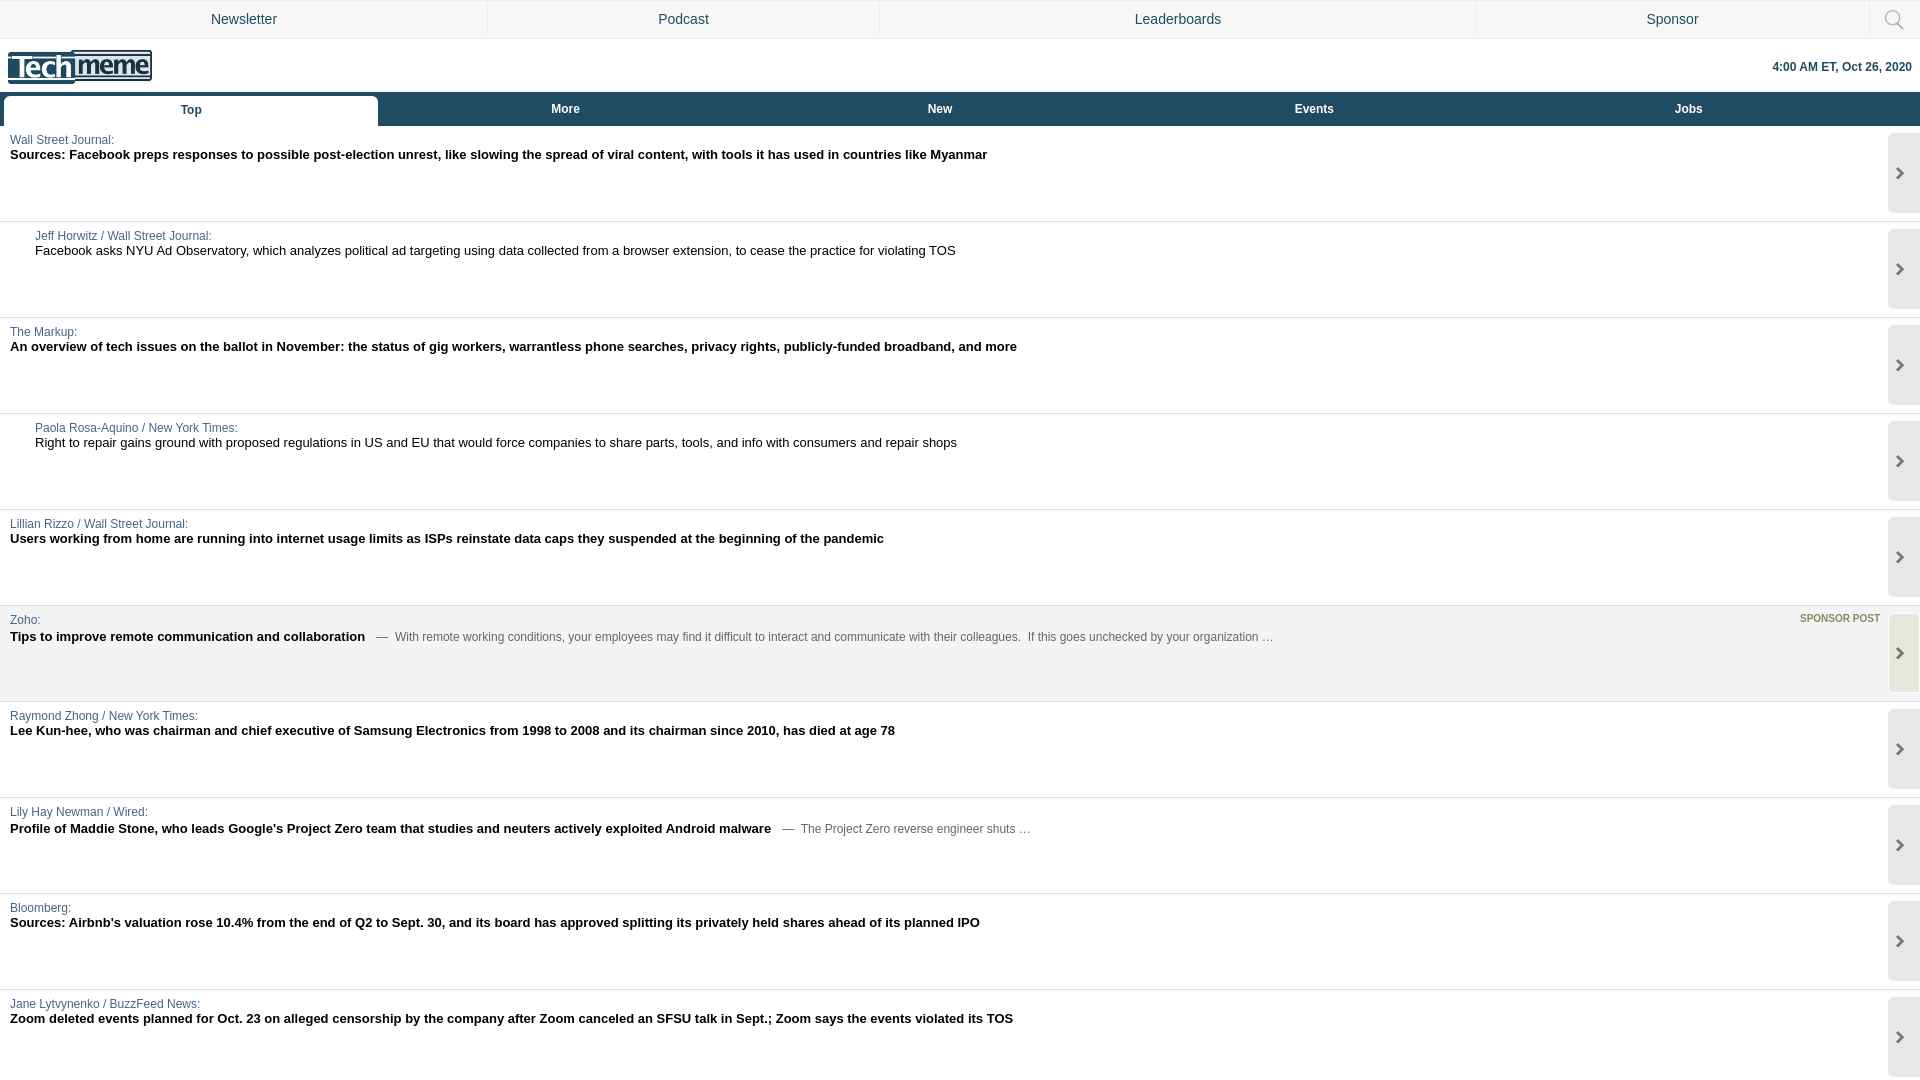 Newsletter
Podcast
Leaderboards
Sponsor
Techmeme
4:00 AM ET, Oct 26, 2020
Top
More
New
Events
Jobs
Wall Street Journal:
Sources: Facebook preps responses to possible post-election unrest, like slowing the spread of viral content, with tools it has used in countries like Myanmar
Jeff Horwitz / Wall Street Journal:
Facebook asks NYU Ad Observatory, which analyzes political ad targeting using data collected from a browser extension, to cease the practice for violating TOS
The Markup:
An overview of tech issues on the ballot in November: the status of gig workers, warrantless phone searches, privacy rights, publicly-funded broadband, and more
Paola Rosa-Aquino / New York Times:
Right to repair gains ground with proposed regulations in US and EU that would force companies to share parts, tools, and info with consumers and repair shops
Lillian Rizzo / Wall Street Journal:
Users working from home are running into internet usage limits as ISPs reinstate data caps they suspended at the beginning of the pandemic
Zoho:
SPONSOR POST
Tips to improve remote communication and collaboration — With remote working conditions, your employees may find it difficult to interact and communicate with their colleagues. If this goes unchecked by your organization …
Raymond Zhong / New York Times:
Lee Kun-hee, who was chairman and chief executive of Samsung Electronics from 1998 to 2008 and its chairman since 2010, has died at age 78
Lily Hay Newman / Wired:
Profile of Maddie Stone, who leads Google's Project Zero team that studies and neuters actively exploited Android malware — The Project Zero reverse engineer shuts …
Bloomberg:
Sources: Airbnb's valuation rose 10.4% from the end of Q2 to Sept. 30, and its board has approved splitting its privately held shares ahead of its planned IPO
Jane Lytvynenko / BuzzFeed News:
Zoom deleted events planned for Oct. 23 on alleged censorship by the company after Zoom canceled an SFSU talk in Sept.; Zoom says the events violated its TOS